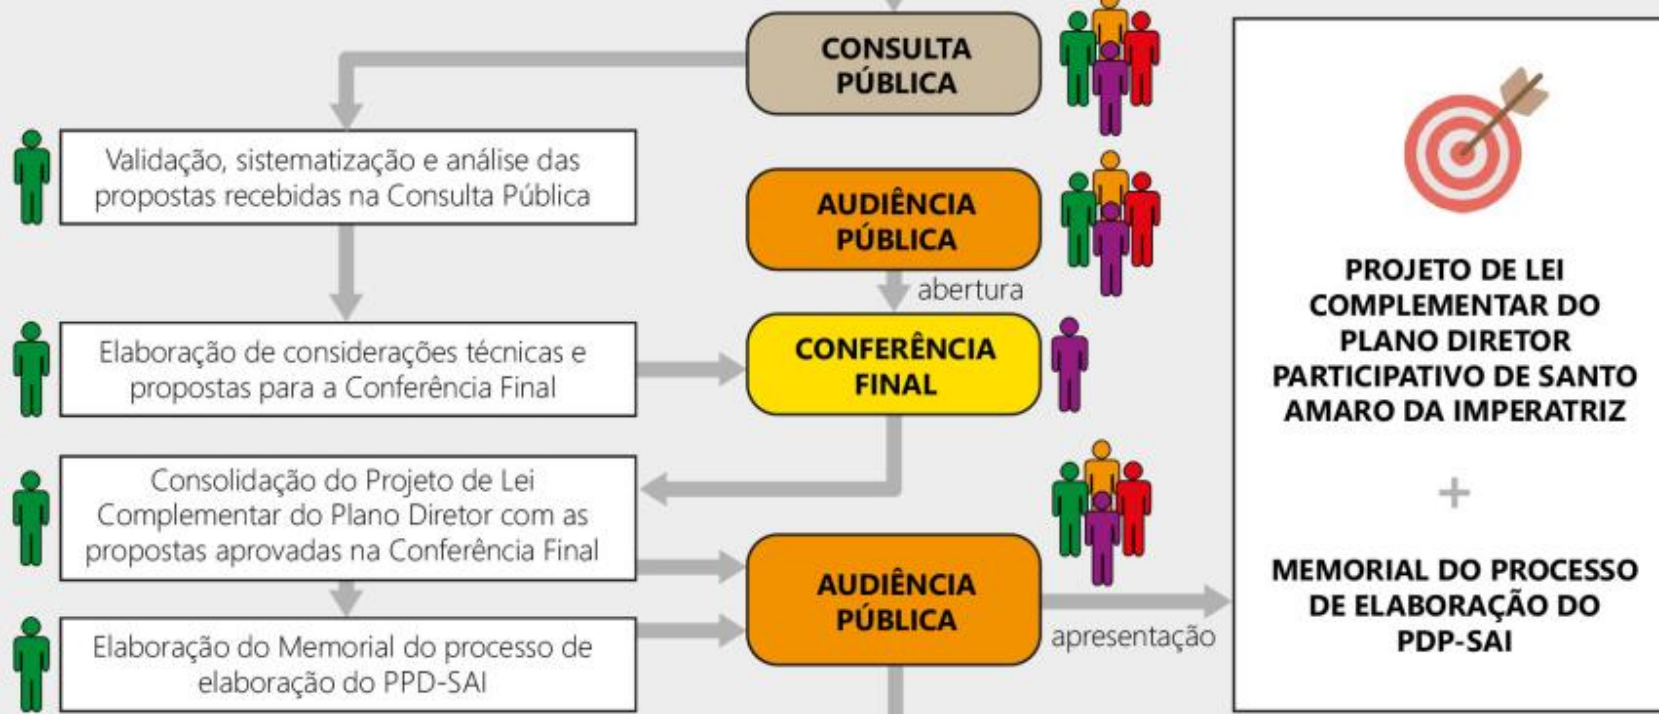 CONSULTA
PÚBLICA
Validação, sistematização e análise das
propostas recebidas na Consulta Pública
AUDIÊNCIA
PÚBLICA
abertura
Elaboração de considerações técnicas e
propostas para a Conferência Final
CONFERÊNCIA
FINAL
Consolidação do Projeto de Lei
Complementar do Plano Diretor com as
propostas aprovadas na Conferência Final
AUDIÊNCIA
PÚBLICA
apresentação
Elaboração do Memorial do processo de
elaboração do PPD-SAI
PROJETO DE LEI
COMPLEMENTAR DO
PLANO DIRETOR
PARTICIPATIVO DE SANTO
AMARO DA IMPERATRIZ
+
MEMORIAL DO PROCESSO
DE ELABORAÇÃO DO
PDP-SAI